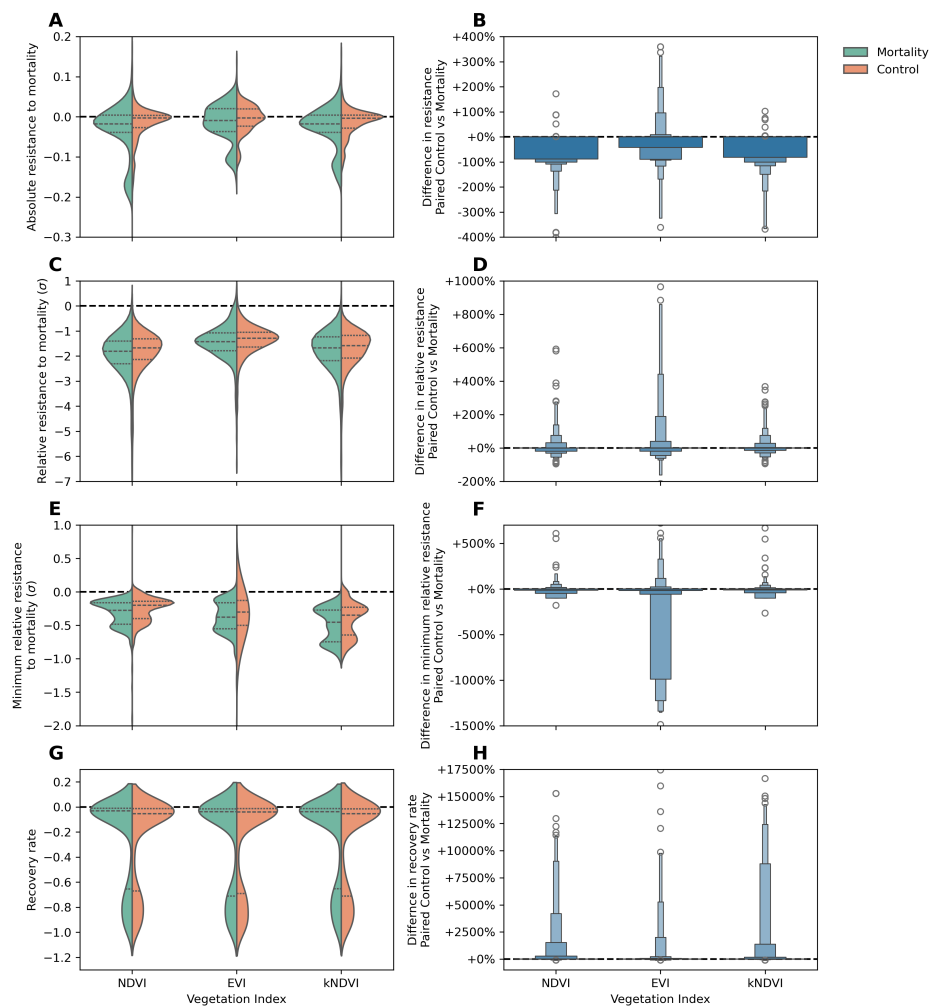 A
Absolute resistance to mortality
0.2
0.1
0.0
−0.1
−0.2
−0.3
B
Difference in resistance
Paired Control vs Mortality
+400%
+300%
+200%
+100%
+0%
-100%
-200%
-300%
-400%
Mortality
Control
C
Relative resistance to mortality (σ)
1
0
−1
−2
−3
−4
−5
−6
−7
D
Difference in relative resistance
Paired Control vs Mortality
+1000%
+600%
+400%
+200%
+0%
-200%
E
Minimum relative resistance
to mortality (σ)
1.0
0.5
0.0
−0.5
−1.0
−1.5
−2.0
F
Difference in minimum relative resistance
Paired Control vs Mortality
+500%
+0%
-500%
-1000%
-1500%
G
Recovery rate
0.2
0.0
−0.2
−0.4
−0.6
−0.8
−1.0
−1.2
NDVI
EVI
kNDVI
Vegetation Index
H
Difference in recovery rate
Paired Control vs Mortality
+17500%
+15000%
+12500%
+10000%
+7500%
+5000%
+2500%
+0%
NDVI
EVI
kNDVI
Vegetation Index